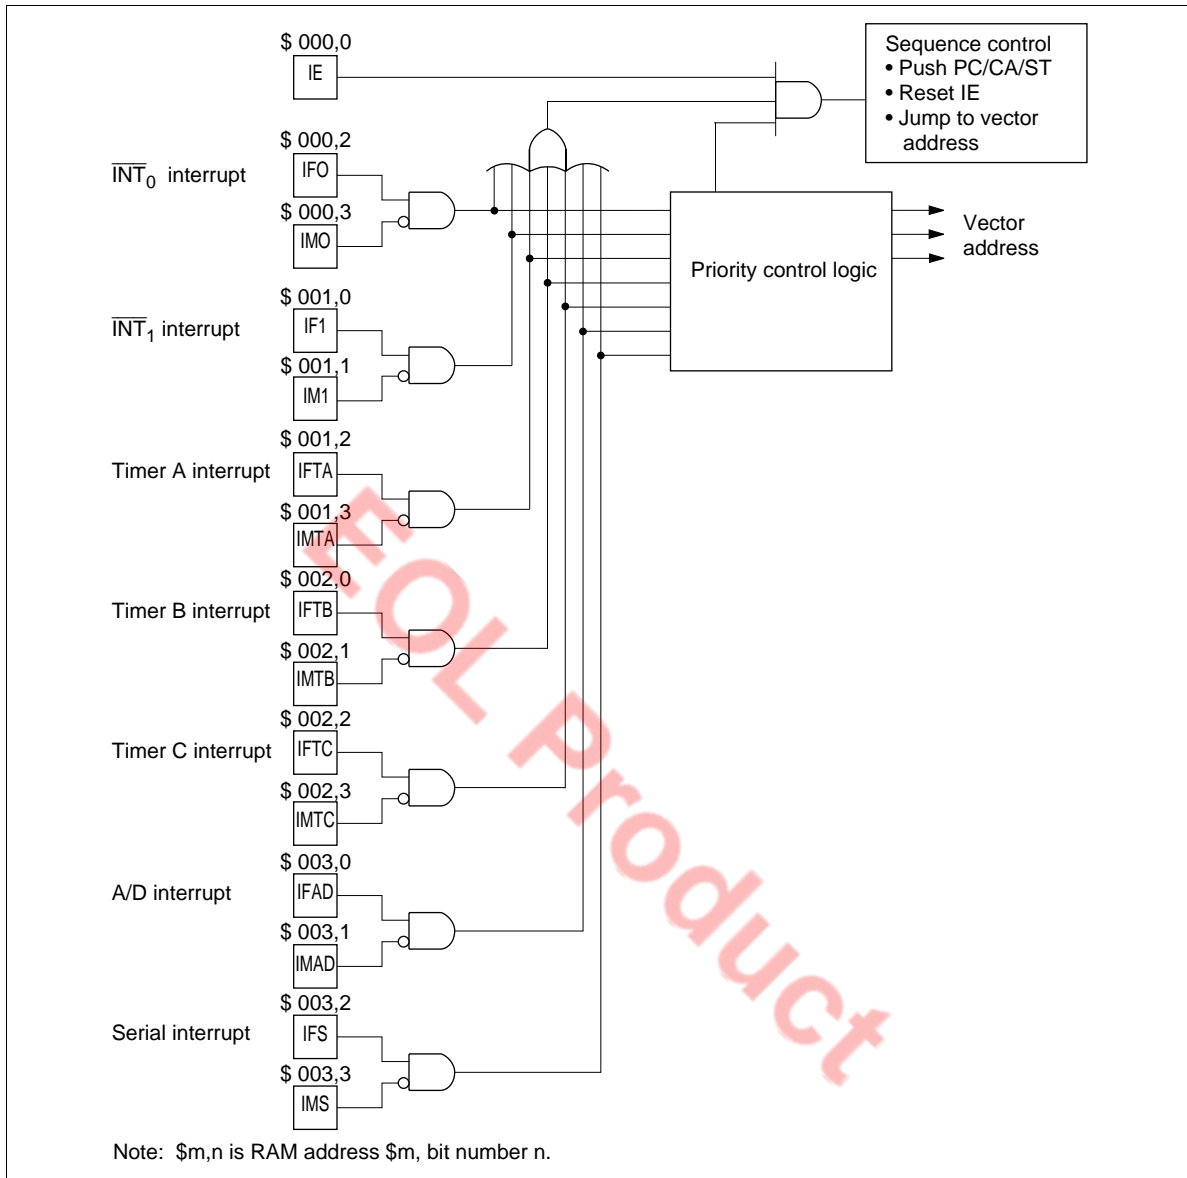 $ 000,0
IE
Sequence control
• Push PC/CA/ST
• Reset IE
• Jump to vector
address
$ 000,2
INT0 interrupt
IFO
$ 000,3
IMO
Priority control logic
Vector
address
$ 001,0
INT1 interrupt
IF1
$ 001,1
IM1
$ 001,2
Timer A interrupt
IFTA
$ 001,3
IMTA
$ 002,0
Timer B interrupt
IFTB
$ 002,1
IMTB
$ 002,2
Timer C interrupt
IFTC
$ 002,3
IMTC
$ 003,0
A/D interrupt
IFAD
$ 003,1
IMAD
$ 003,2
Serial interrupt
IFS
$ 003,3
IMS
EOL Product
Note: $m,n is RAM address $m, bit number n.